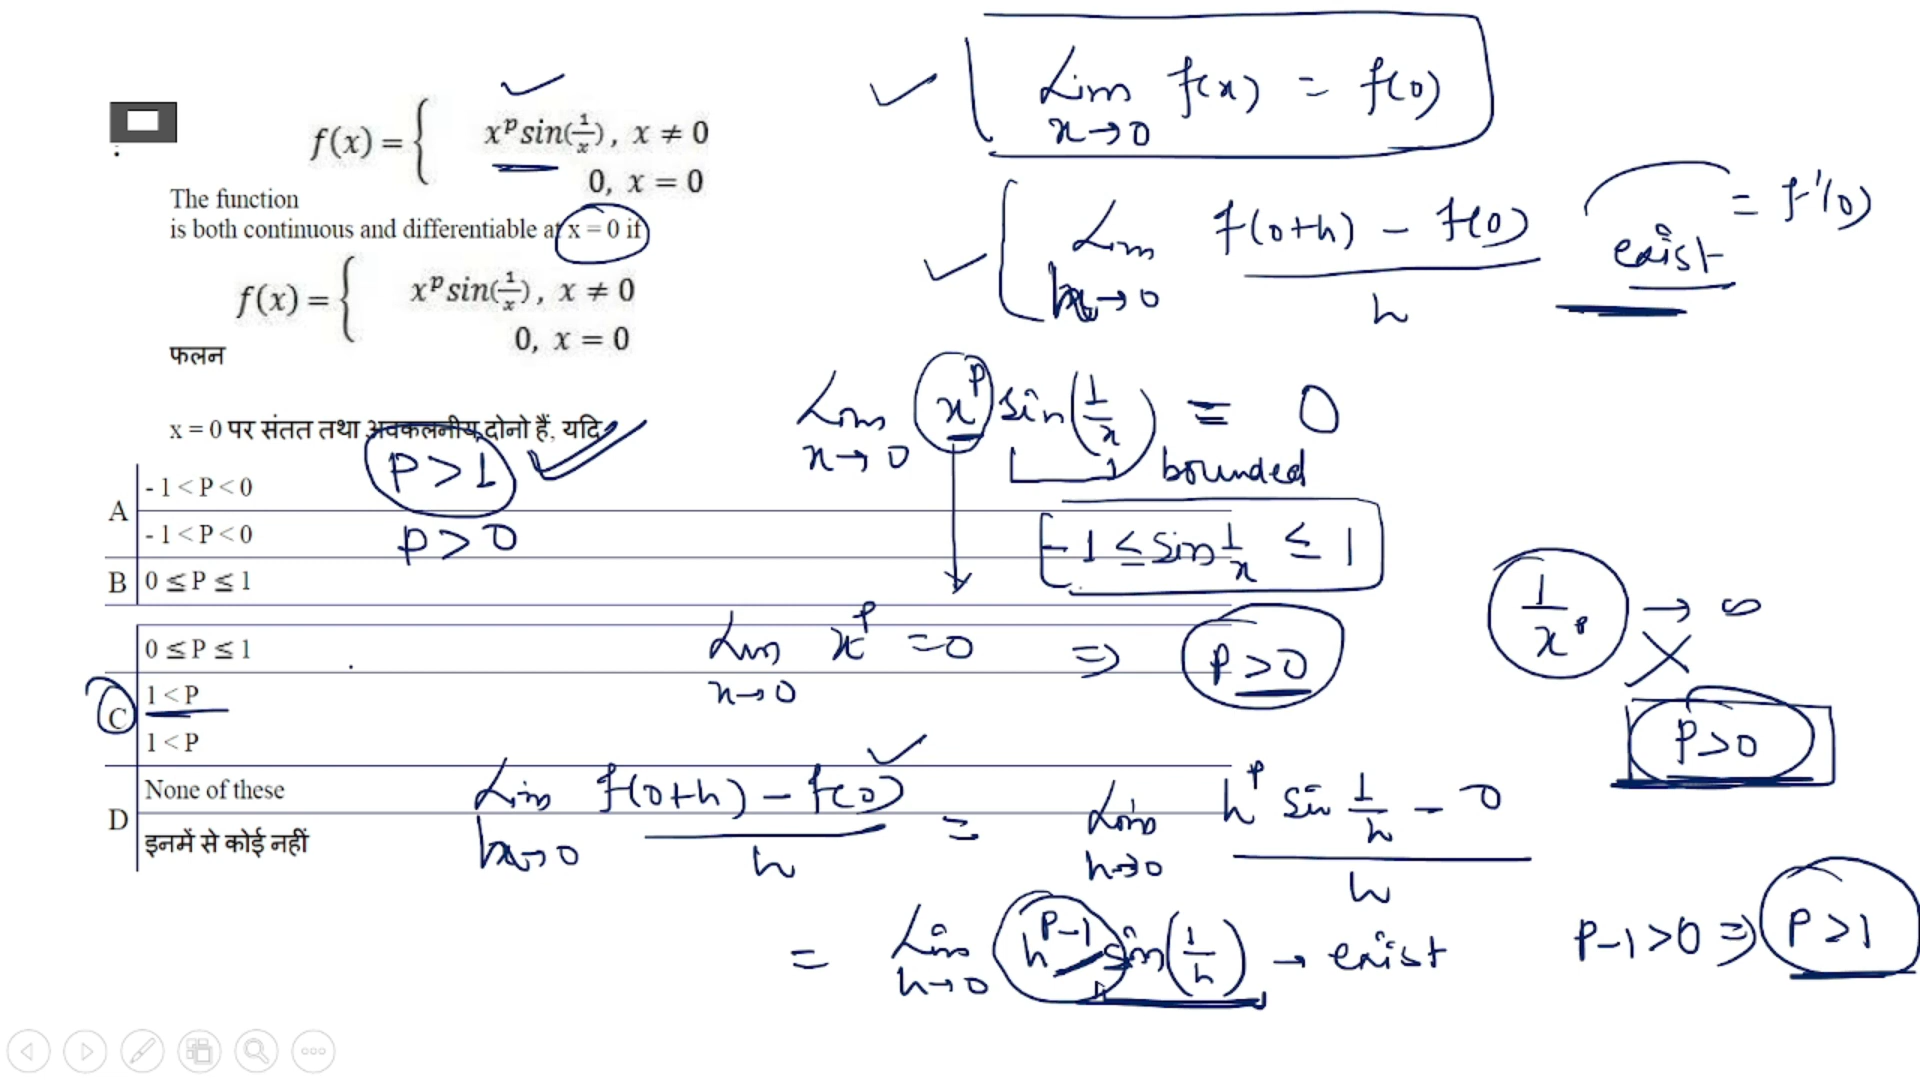 f(x) = { x^p sin(1/x), x ≠ 0
0, x = 0
The function
is both continuous and differentiable at x = 0 if
f(x) = { x^p sin(1/x), x ≠ 0
0, x = 0
फलन
x = 0 पर संतत तथा अवकलनीय दोनो हैं, यदि
A
- 1 < P < 0
- 1 < P < 0
B
0 ≤ P ≤ 1
0 ≤ P ≤ 1
C
1 < P
1 < P
D
None of these
इनमें से कोई नहीं
P > 1
P > 0
Lim x→0 f(x) = f(0)
Lim h→0 (f(0+h) - f(0)) / h exist = f'(0)
Lim x→0 x^p sin(1/x) = 0
bounded
-1 ≤ sin 1/x ≤ 1
Lim x→0 x^p = 0 ⇒ P > 0
1/x^p → ∞
P > 0
Lim h→0 (f(0+h) - f(0)) / h = Lim h→0 (h^p sin 1/h - 0) / h
= Lim h→0 h^(P-1) sin(1/h) → exist
P-1 > 0 ⇒ P > 1